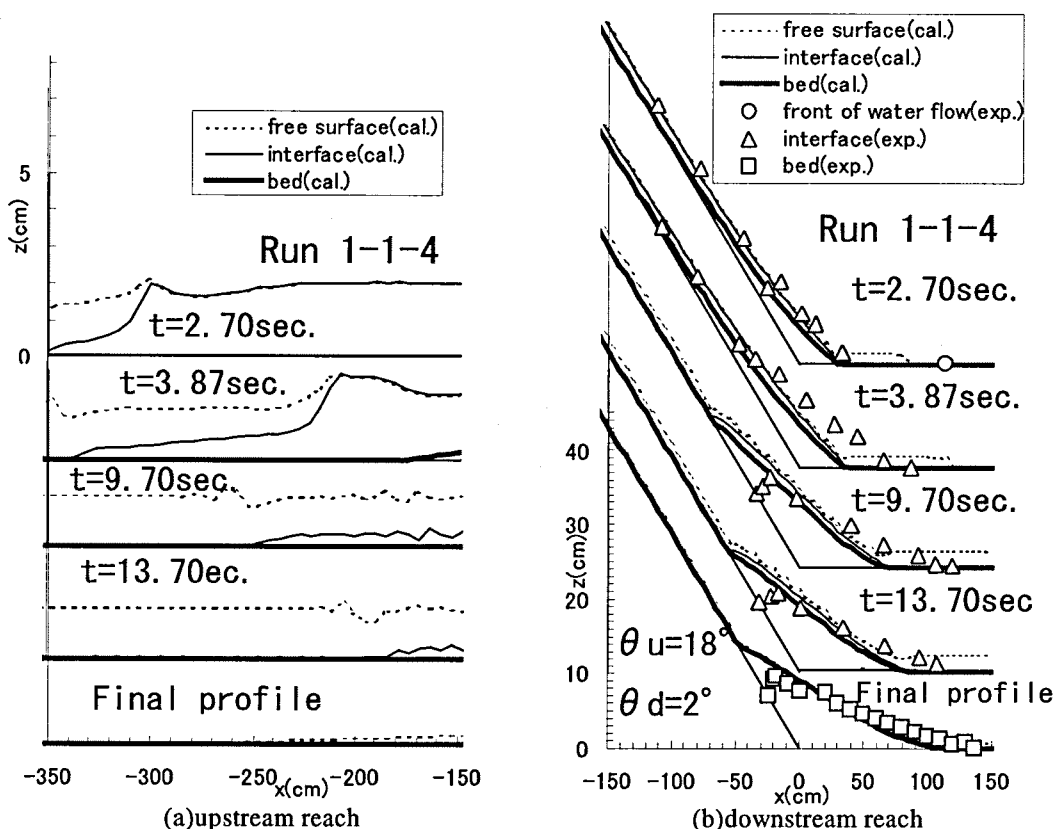 free surface(cal.)
interface(cal.)
bed(cal.)
5
z(cm)
0
Run 1-1-4
t=2.70sec.
t=3.87sec.
t=9.70sec.
t=13.70ec.
Final profile
-350
-300
-250
-200
-150
x(cm)
(a)upstream reach
free surface(cal.)
interface(cal.)
bed(cal.)
front of water flow(exp.)
interface(exp.)
bed(exp.)
Run 1-1-4
t=2.70sec.
t=3.87sec.
t=9.70sec.
t=13.70sec
40
30
z(cm)
20
10
0
θu=18°
θd=2°
Final profile
-150
-100
-50
0
50
100
150
x(cm)
(b)downstream reach